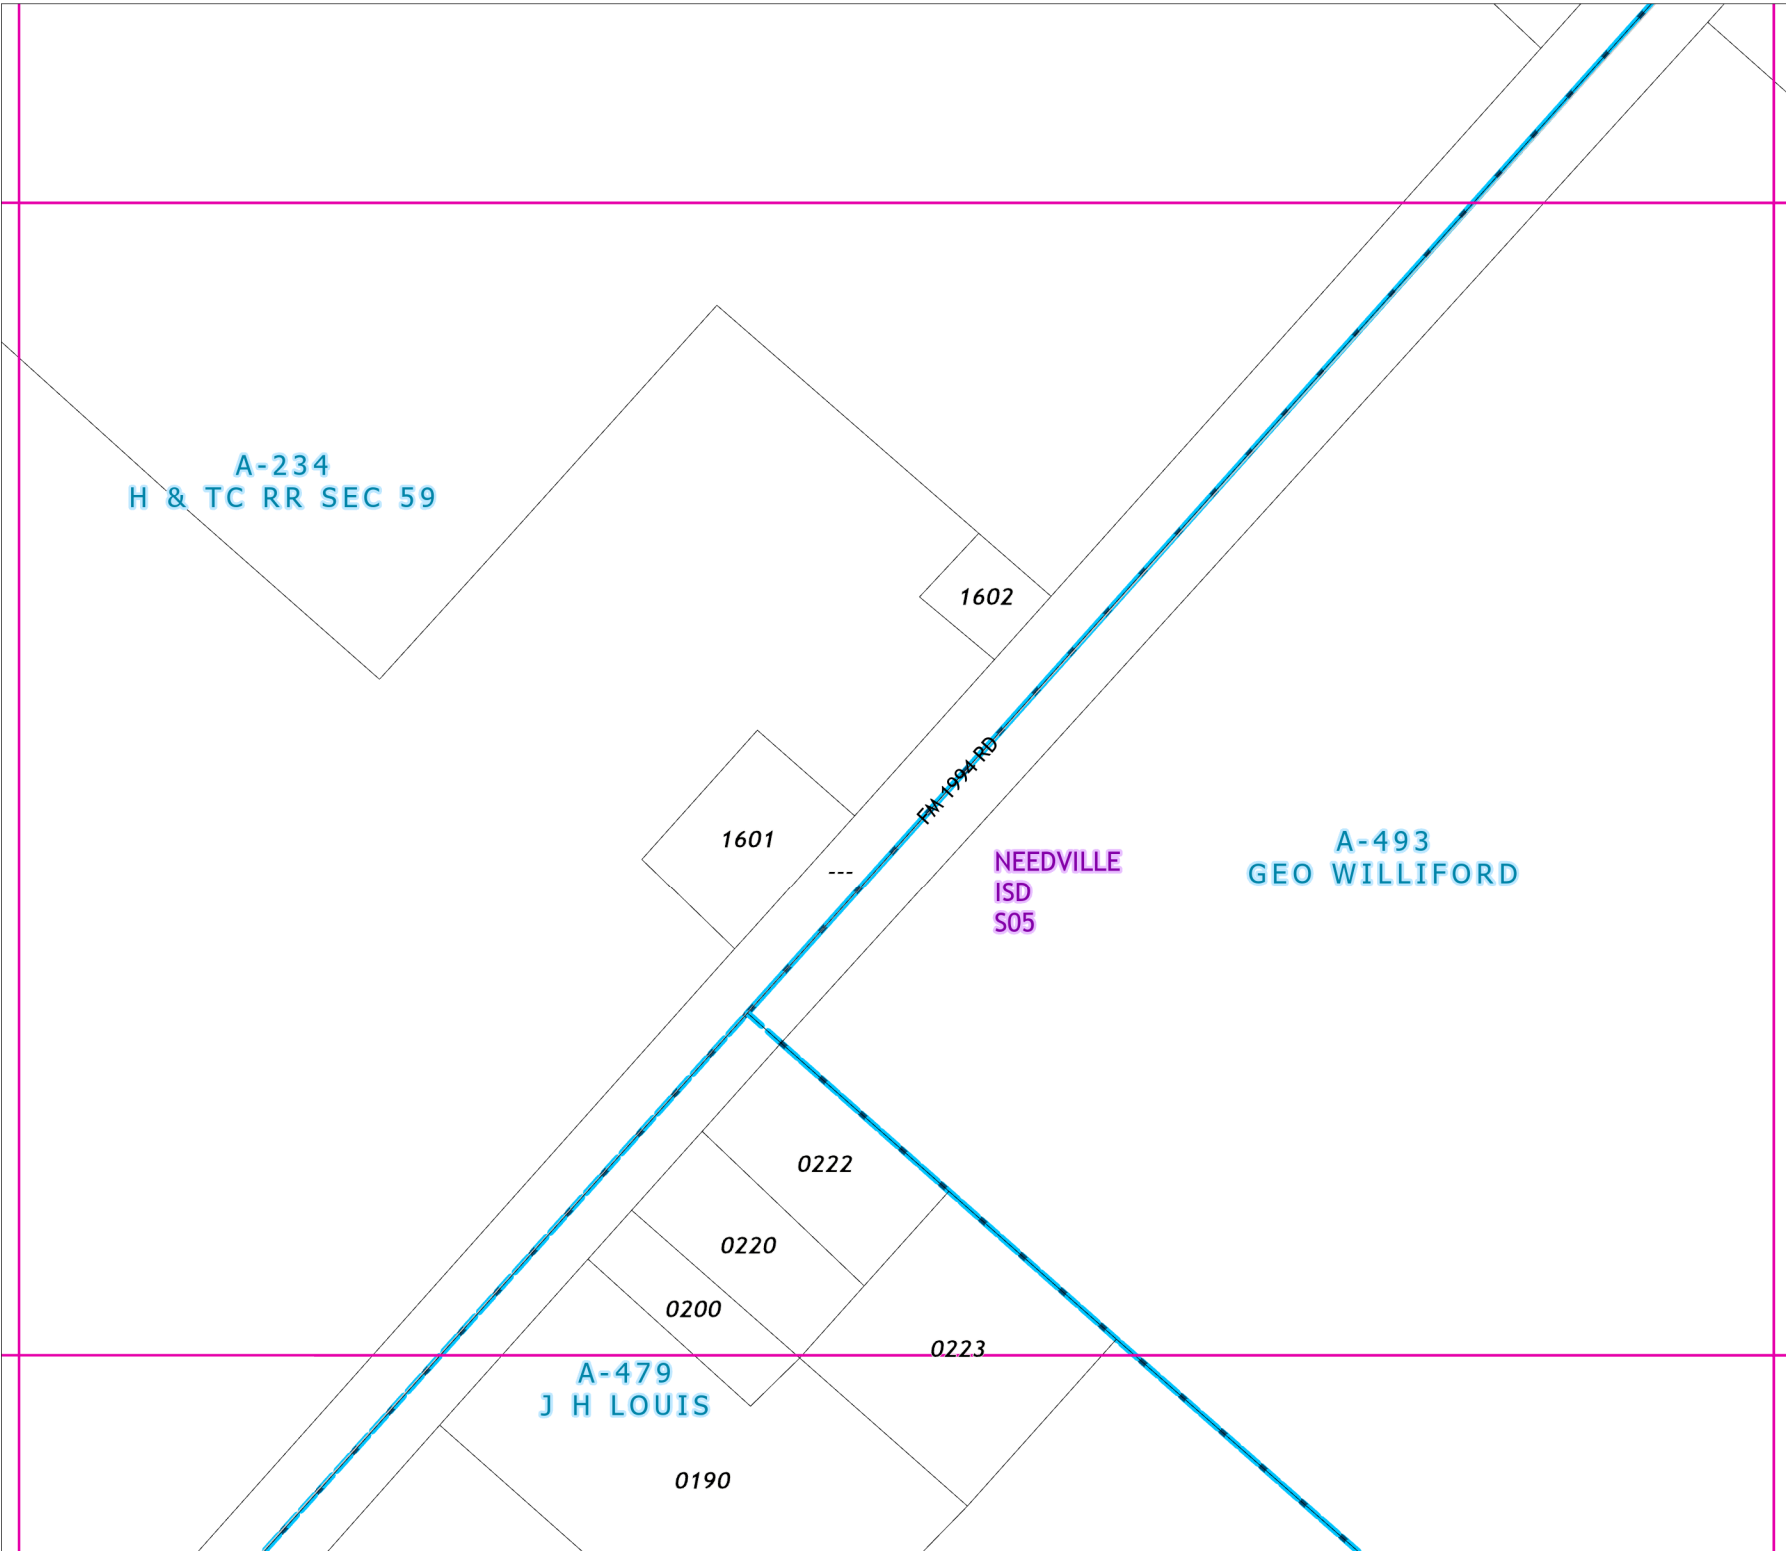 A-234
H & TC RR SEC 59
1602
FM 1994 RD
1601
---
NEEDVILLE
ISD
S05
A-493
GEO WILLIFORD
0222
0220
0200
0223
A-479
J H LOUIS
0190